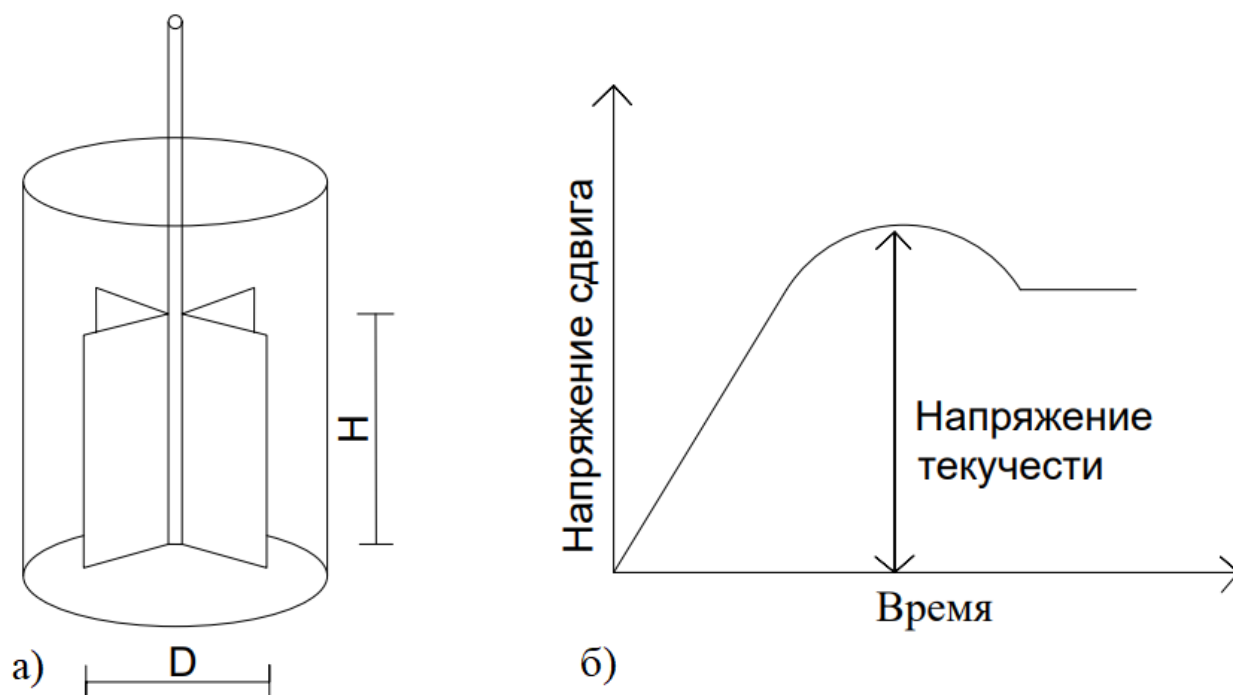 H
а)
D
Напряжение сдвига
Напряжение
текучести
Время
б)